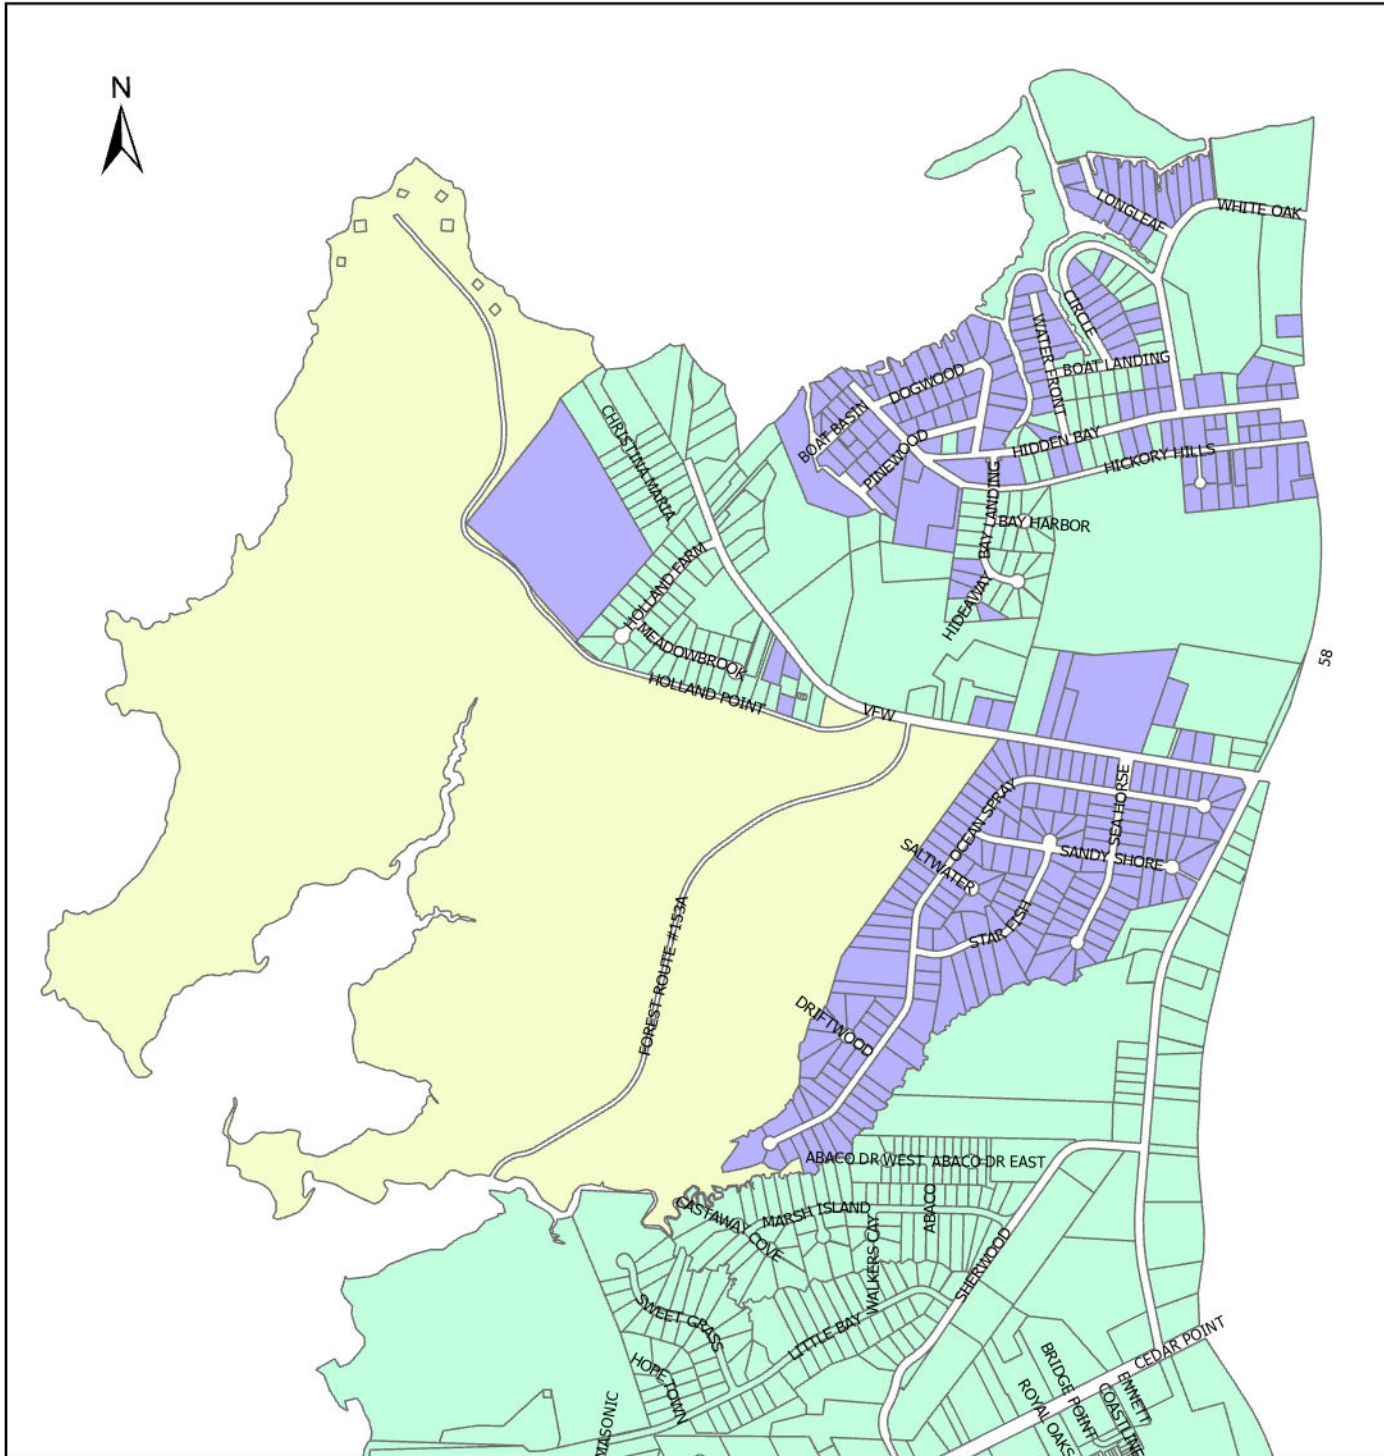 N
LONGLEAF
WHITE OAK
CIRCLE
WATER FRONT
BOAT LANDING
DOGWOOD
BOAT BASIN
PINEWOOD
HIDDEN BAY
HICKORY HILLS
CHRISTINA MARIA
BAY LANDING
BAY HARBOR
HOLLAND FARM
HIDEAWAY
MEADOWBROOK
58
HOLLAND POINT
VFW
OCEAN SPRAY
SEA HORSE
SALTWATER
SANDY SHORE
STAR FISH
FOREST ROUTE #153A
DRIFTWOOD
ABACO DR WEST
ABACO DR EAST
CASTAWAY COVE
MARSH ISLAND
ABACO
WALKERS CAY
SHERWOOD
SWEET GRASS
LITTLE BAY
HOPETOWN
CEDAR POINT
BRIDGE POINT
ENNETT
ROYAL OAKS
COASTLINE
MASONIC